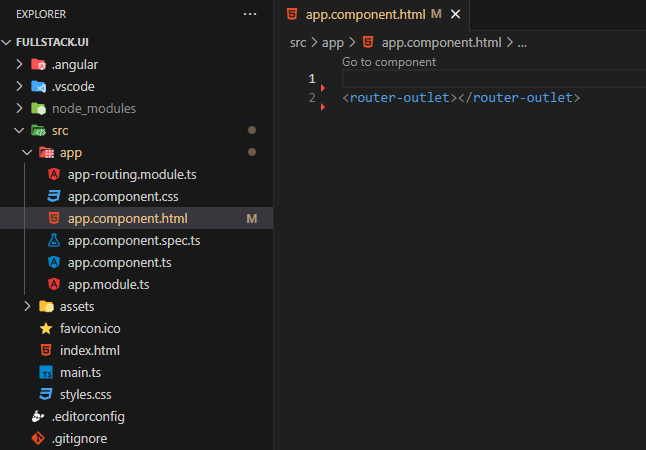 EXPLORER ...
FULLSTACK.UI
.angular
.vscode
node_modules
src
app
app-routing.module.ts
app.component.css
app.component.html M
app.component.spec.ts
app.component.ts
app.module.ts
assets
favicon.ico
index.html
TS main.ts
styles.css
.editorconfig
.gitignore
app.component.html M
src > app > app.component.html > ...
Go to component
1
2 <router-outlet></router-outlet>